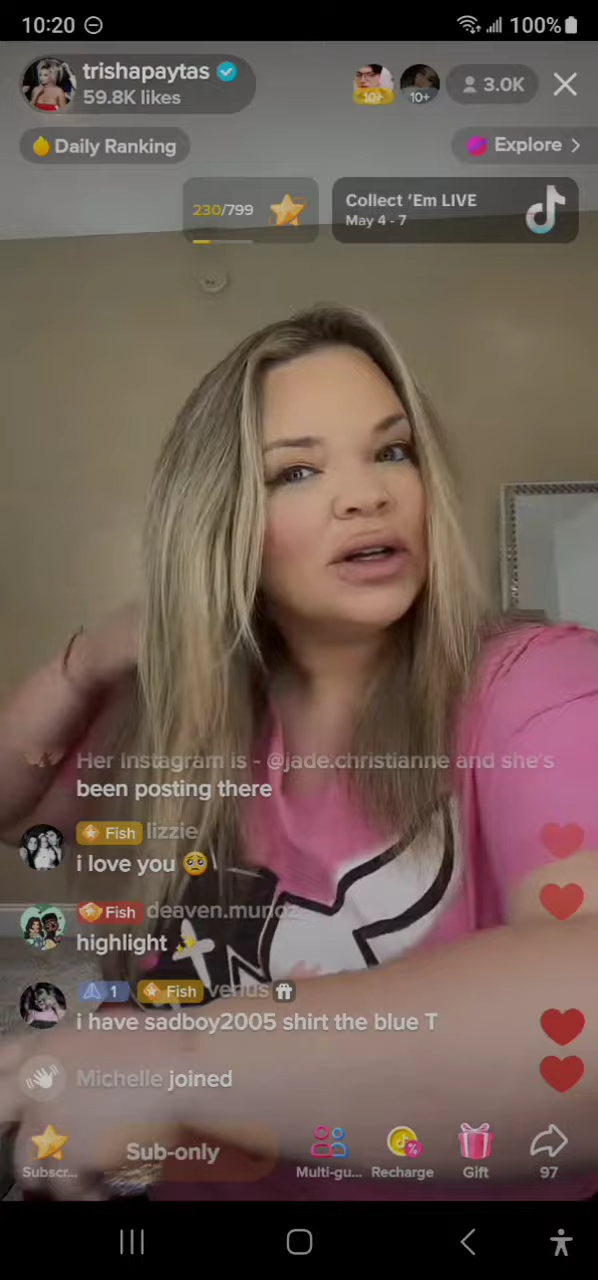 10:20
100%
trishapaytas
59.8K likes
10+
10+
3.0K
Daily Ranking
Explore
230/799
Collect 'Em LIVE
May 4 - 7
Her Instagram is - @jade.christianne and she's
been posting there
Fish lizzie
i love you 🥺
Fish deaven.munoz
highlight ✨
1 Fish venus
i have sadboy2005 shirt the blue T
Michelle joined
Sub-only
Subscr...
Multi-gu...
Recharge
Gift
97